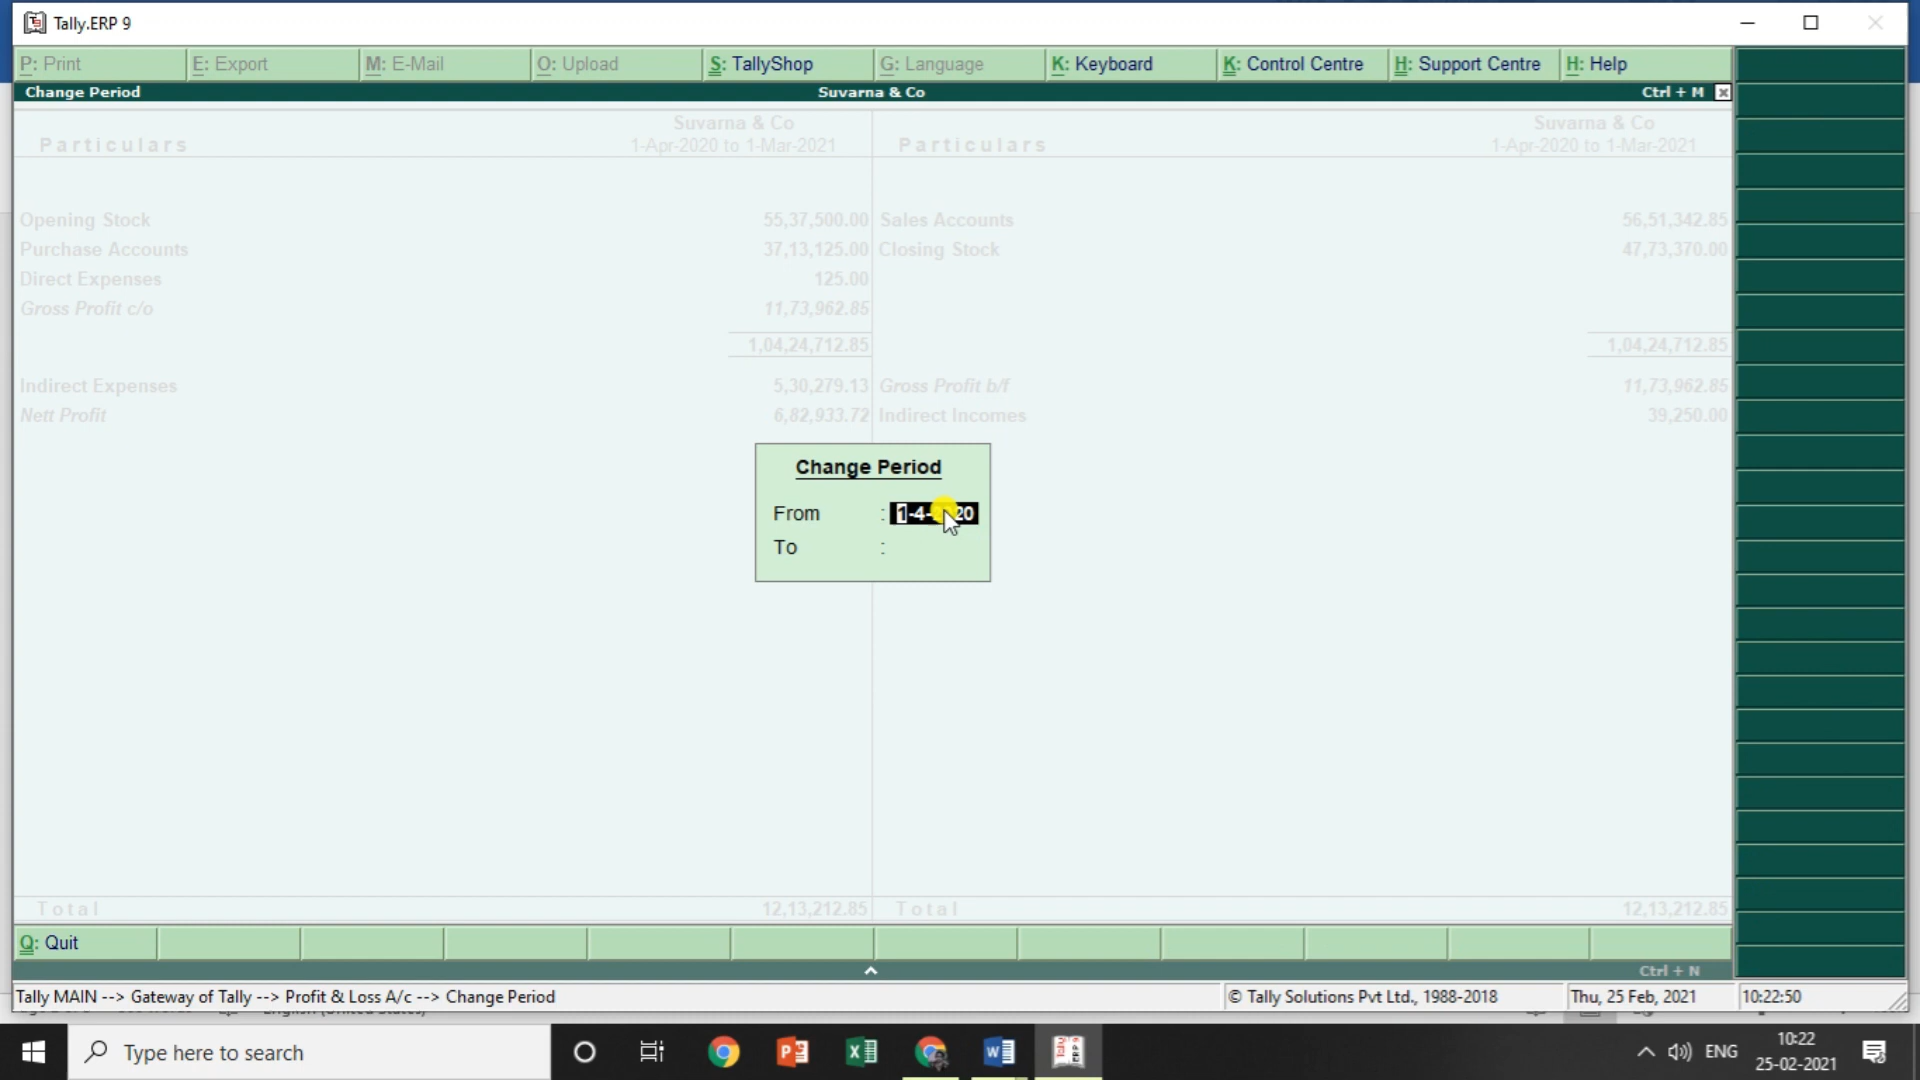 Tally.ERP 9
P: Print E: Export M: E-Mail O: Upload S: TallyShop G: Language K: Keyboard K: Control Centre H: Support Centre H: Help
Change Period Suvarna & Co Ctrl + M
Suvarna & Co Suvarna & Co
Particulars 1-Apr-2020 to 1-Mar-2021 Particulars 1-Apr-2020 to 1-Mar-2021
Opening Stock 55,37,500.00 Sales Accounts 56,51,342.85
Purchase Accounts 37,13,125.00 Closing Stock 47,73,370.00
Direct Expenses 125.00
Gross Profit c/o 11,73,962.85
1,04,24,712.85 1,04,24,712.85
Indirect Expenses 5,30,279.13 Gross Profit b/f 11,73,962.85
Nett Profit 6,82,933.72 Indirect Incomes 39,250.00
Change Period
From : 1-4- 20
To :
Total 12,13,212.85 Total 12,13,212.85
Q: Quit
Ctrl + N
Tally MAIN --> Gateway of Tally --> Profit & Loss A/c --> Change Period © Tally Solutions Pvt Ltd., 1988-2018 Thu, 25 Feb, 2021 10:22:50
Type here to search ENG 10:22
25-02-2021